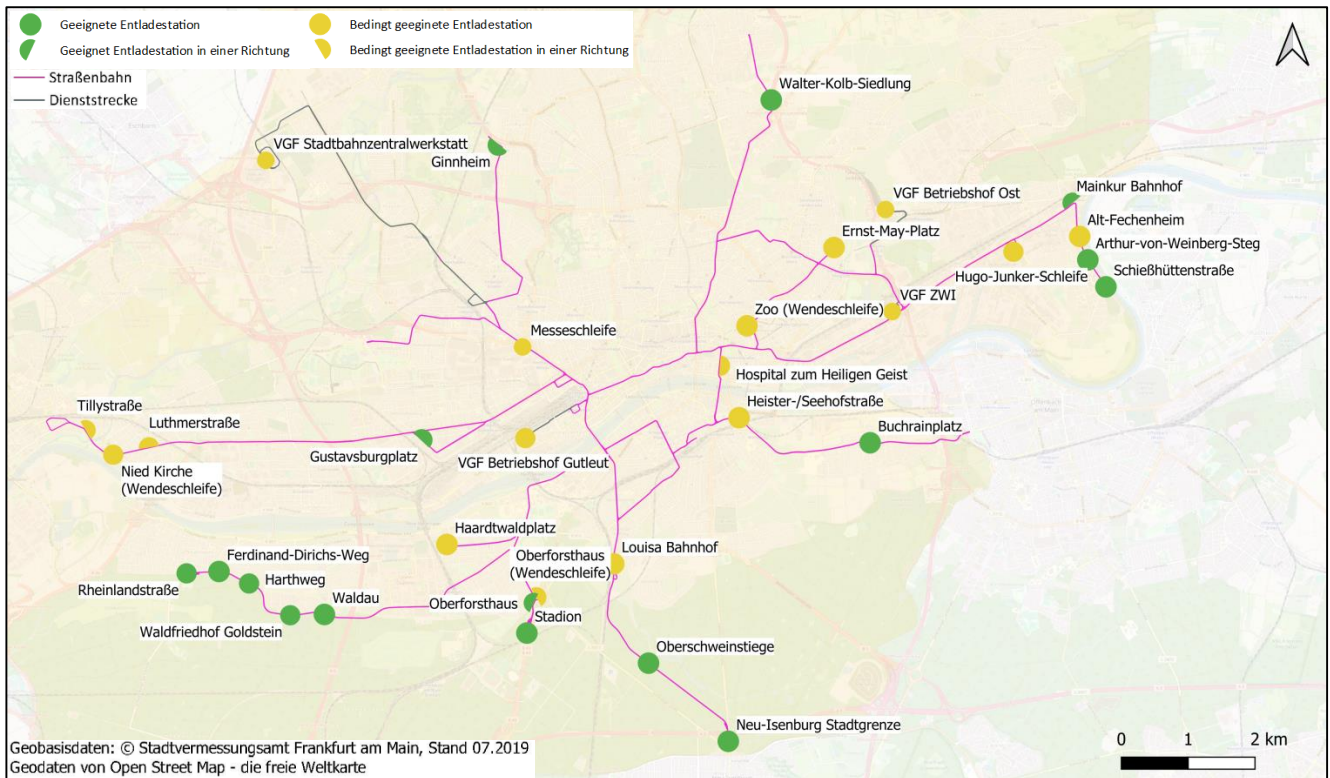 Geeignete Entladestation
Bedingt geeginete Entladestation
Geeignet Entladestation in einer Richtung
Bedingt geeignete Entladestation in einer Richtung
Straßenbahn
Dienststrecke
Walter-Kolb-Siedlung
VGF Stadtbahnzentralwerkstatt
Ginnheim
Mainkur Bahnhof
VGF Betriebshof Ost
Alt-Fechenheim
Ernst-May-Platz
Arthur-von-Weinberg-Steg
Hugo-Junker-Schleife
Schießhüttenstraße
VGF ZWI
Zoo (Wendeschleife)
Messeschleife
Hospital zum Heiligen Geist
Tillystraße
Heister-/Seehofstraße
Luthmerstraße
Buchrainplatz
Gustavsburgplatz
VGF Betriebshof Gutleut
Nied Kirche
(Wendeschleife)
Haardtwaldplatz
Ferdinand-Dirichs-Weg
Oberforsthaus
(Wendeschleife)
Louisa Bahnhof
Rheinlandstraße
Harthweg
Waldau
Oberforsthaus
Stadion
Waldfriedhof Goldstein
Oberschweinstiege
Neu-Isenburg Stadtgrenze
Geobasisdaten: © Stadtvermessungsamt Frankfurt am Main, Stand 07.2019
Geodaten von Open Street Map - die freie Weltkarte
0 1 2 km